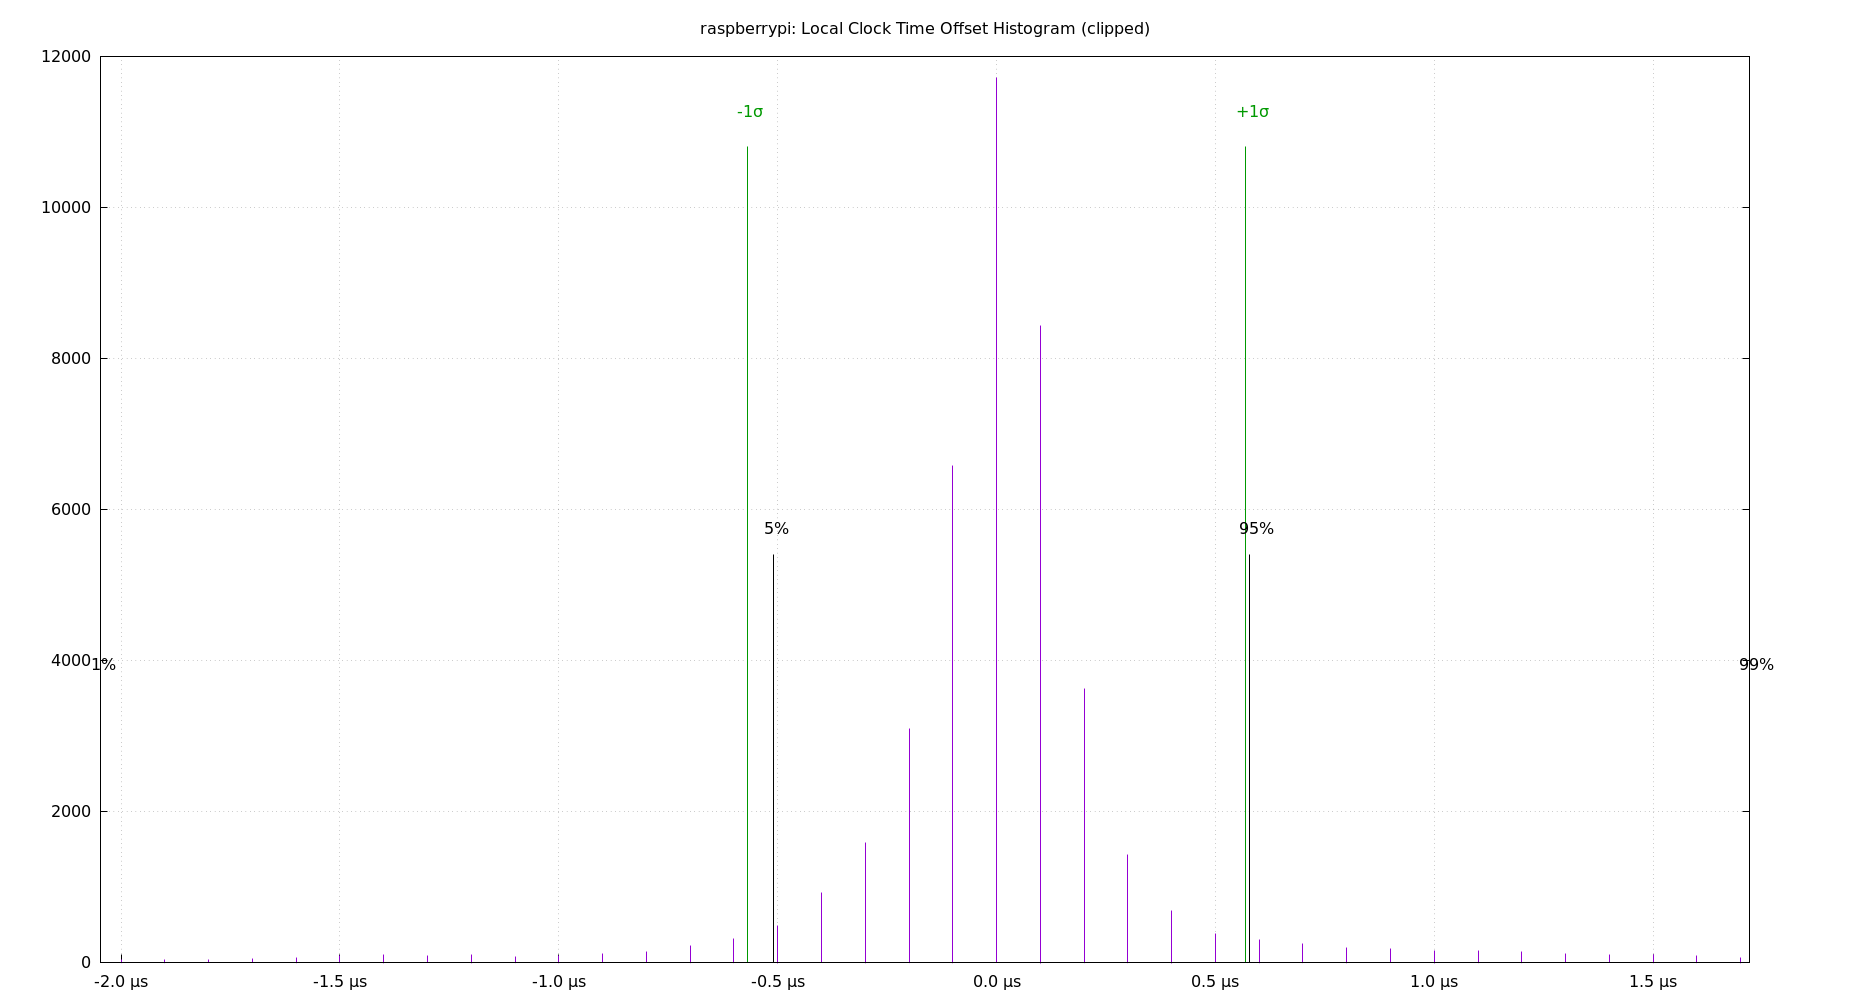 raspberrypi: Local Clock Time Offset Histogram (clipped)
12000
-1σ
+1σ
10000
8000
6000
5%
95%
4000
1%
99%
2000
0
-2.0 µs
-1.5 µs
-1.0 µs
-0.5 µs
0.0 µs
0.5 µs
1.0 µs
1.5 µs